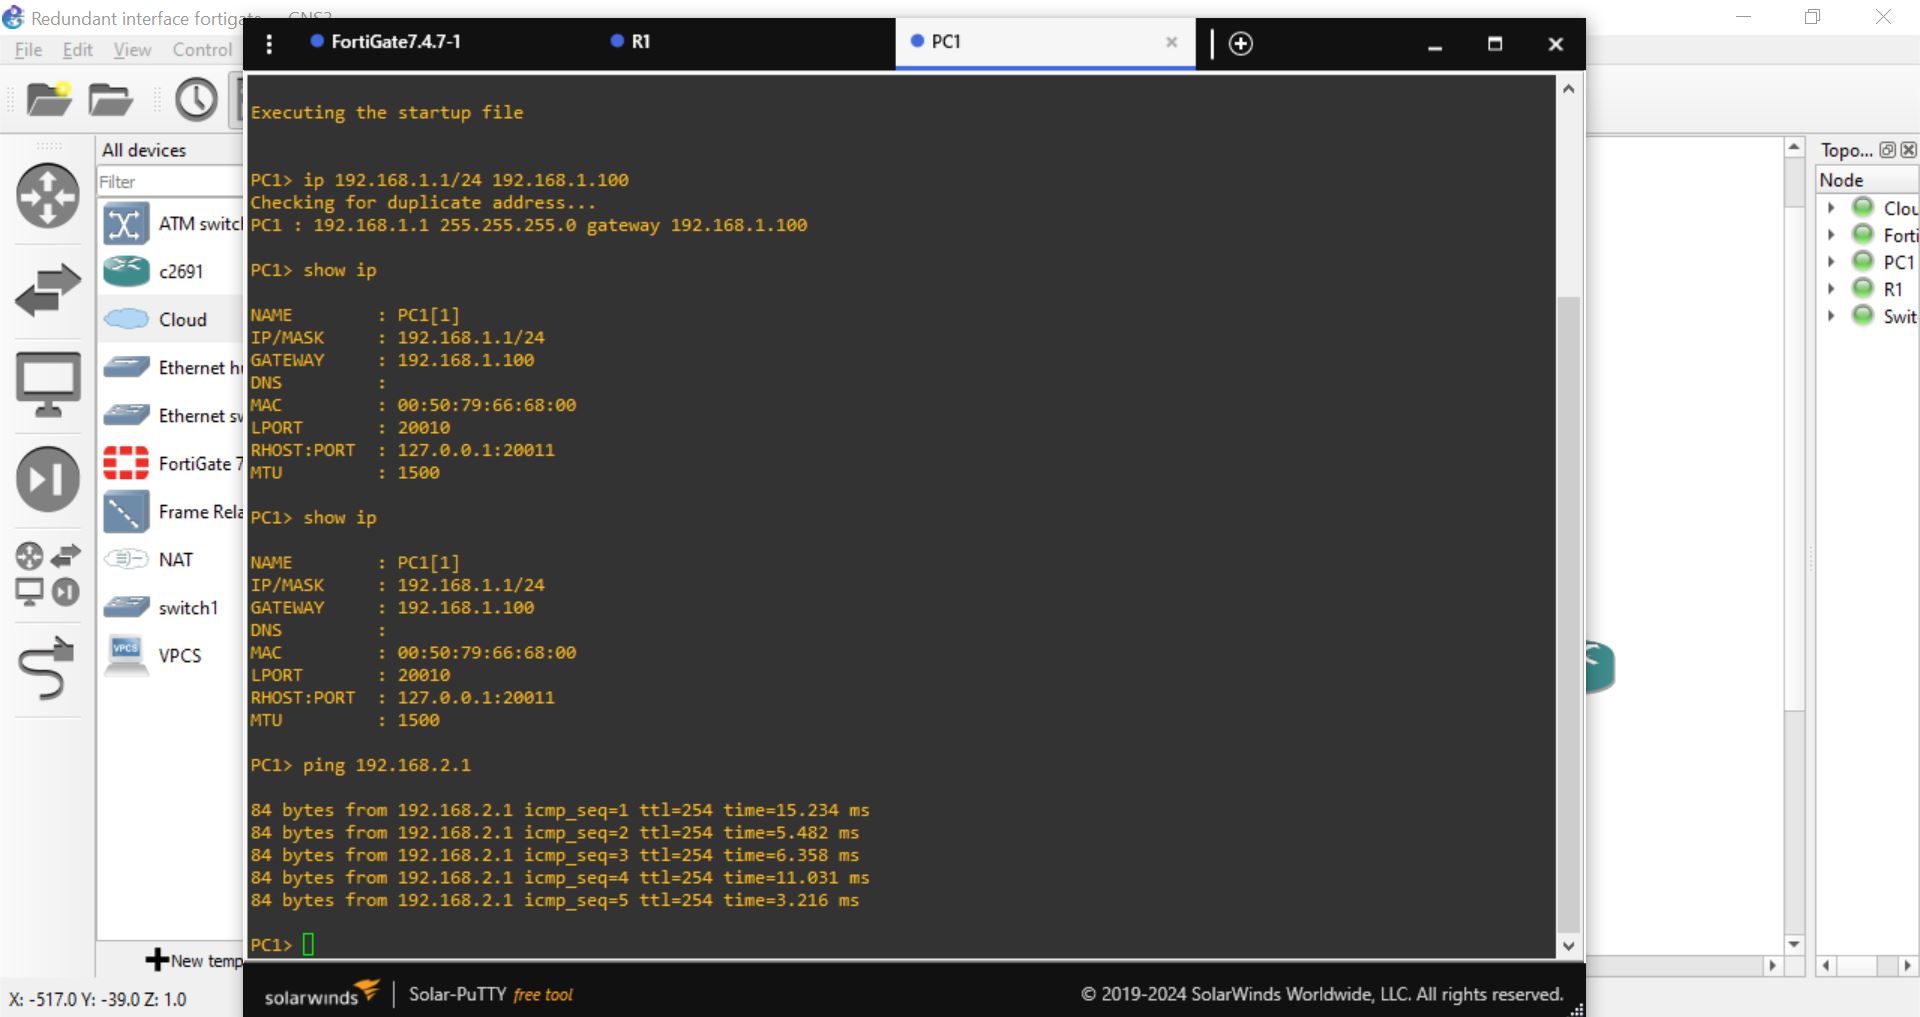 Redundant interface fortigate
GNS3
File Edit View Control
FortiGate7.4.7-1
R1
PC1
All devices
Filter
ATM switch
c2691
Cloud
Ethernet hu
Ethernet sw
FortiGate 7
Frame Rela
NAT
switch1
VPCS
New temp
X: -517.0 Y: -39.0 Z: 1.0
Executing the startup file
PC1> ip 192.168.1.1/24 192.168.1.100
Checking for duplicate address...
PC1 : 192.168.1.1 255.255.255.0 gateway 192.168.1.100
PC1> show ip
NAME        : PC1[1]
IP/MASK     : 192.168.1.1/24
GATEWAY     : 192.168.1.100
DNS         :
MAC         : 00:50:79:66:68:00
LPORT       : 20010
RHOST:PORT  : 127.0.0.1:20011
MTU         : 1500
PC1> show ip
NAME        : PC1[1]
IP/MASK     : 192.168.1.1/24
GATEWAY     : 192.168.1.100
DNS         :
MAC         : 00:50:79:66:68:00
LPORT       : 20010
RHOST:PORT  : 127.0.0.1:20011
MTU         : 1500
PC1> ping 192.168.2.1
84 bytes from 192.168.2.1 icmp_seq=1 ttl=254 time=15.234 ms
84 bytes from 192.168.2.1 icmp_seq=2 ttl=254 time=5.482 ms
84 bytes from 192.168.2.1 icmp_seq=3 ttl=254 time=6.358 ms
84 bytes from 192.168.2.1 icmp_seq=4 ttl=254 time=11.031 ms
84 bytes from 192.168.2.1 icmp_seq=5 ttl=254 time=3.216 ms
PC1>
solarwinds
Solar-PuTTY free tool
© 2019-2024 SolarWinds Worldwide, LLC. All rights reserved.
Topo...
Node
Clou
Forti
PC1
R1
Swit